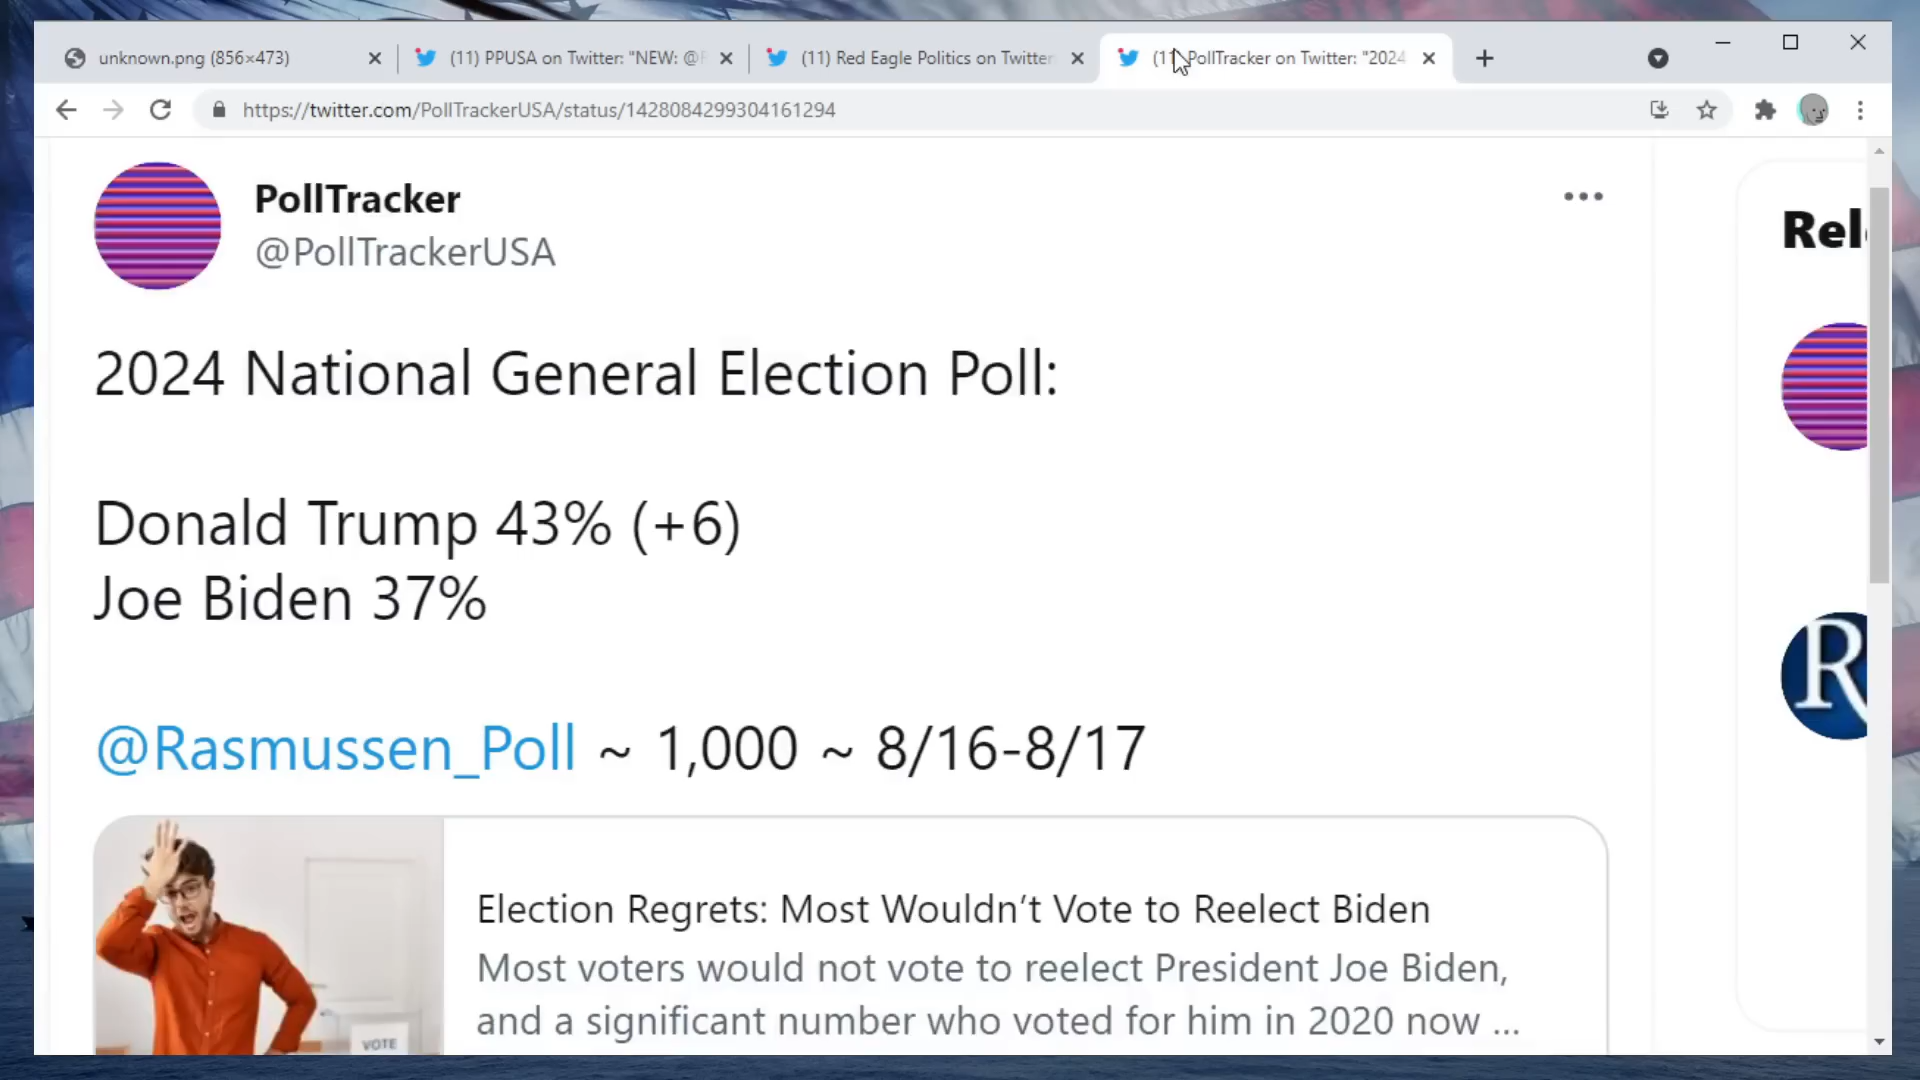 unknown.png (856×473)
(11) PPUSA on Twitter: "NEW: @
(11) Red Eagle Politics on Twitter
PollTracker on Twitter: "2024
https://twitter.com/PollTrackerUSA/status/1428084299304161294
PollTracker
@PollTrackerUSA
Rel
2024 National General Election Poll:
Donald Trump 43% (+6)
Joe Biden 37%
@Rasmussen_Poll ~ 1,000 ~ 8/16-8/17
R
Election Regrets: Most Wouldn't Vote to Reelect Biden
Most voters would not vote to reelect President Joe Biden,
and a significant number who voted for him in 2020 now ...
VOTE